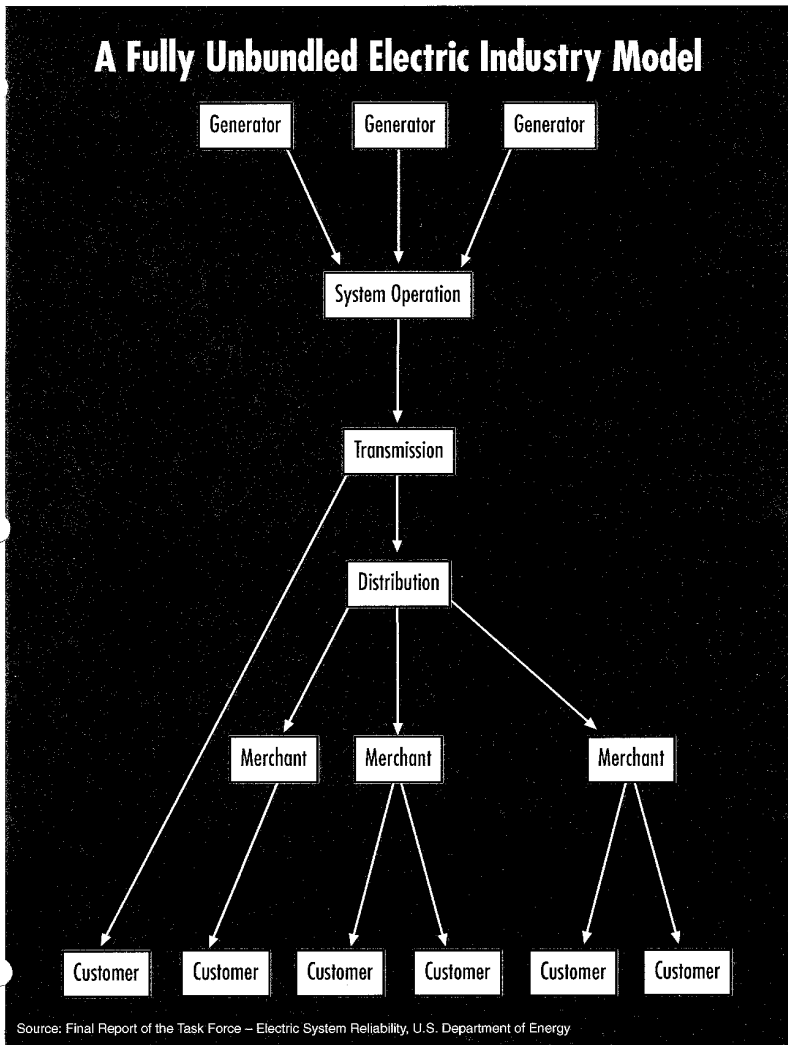 A Fully Unbundled Electric Industry Model
Generator
Generator
Generator
System Operation
Transmission
Distribution
Merchant
Merchant
Merchant
Customer
Customer
Customer
Customer
Customer
Customer
Source: Final Report of the Task Force – Electric System Reliability, U.S. Department of Energy